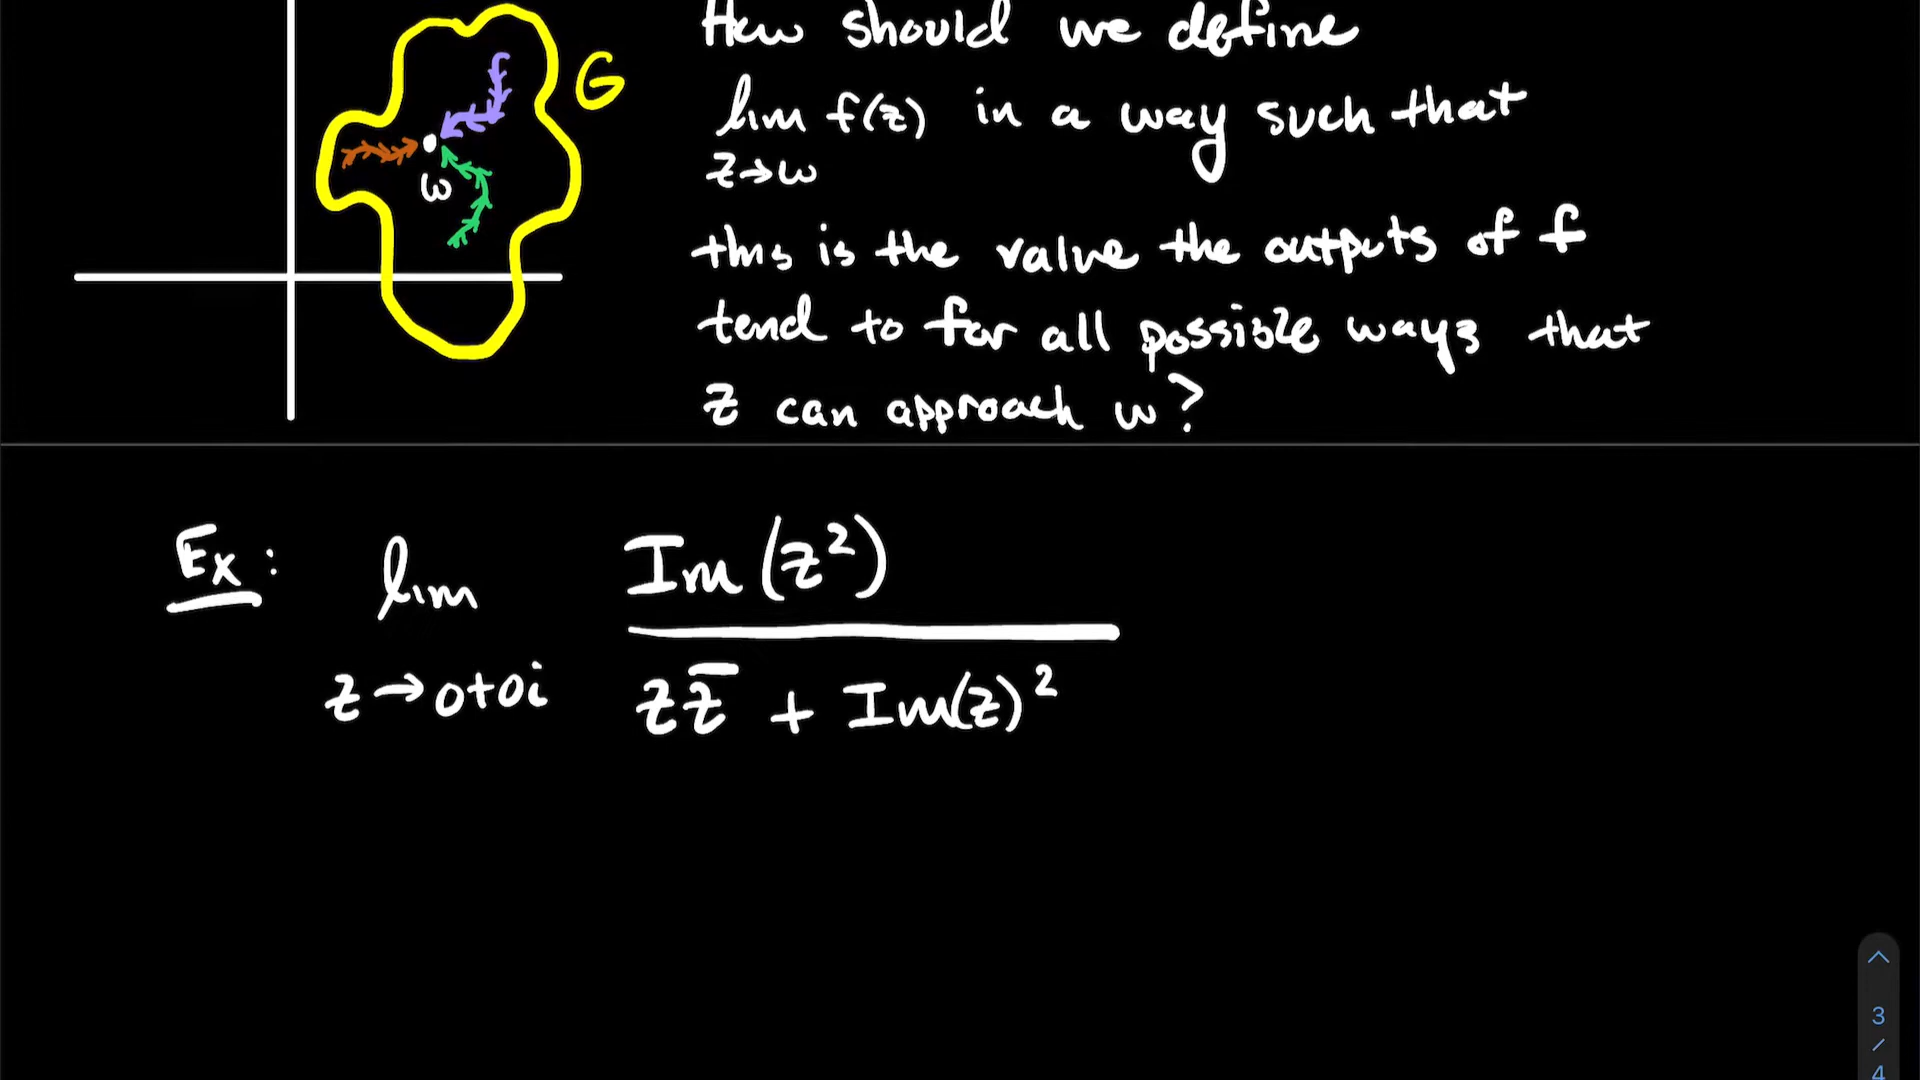 How should we define
G
lim f(z) in a way such that
z→w
w
this is the value the outputs of f
tend to for all possible ways that
z can approach w?
Ex: lim Im(z²)
z→0+0i zz̅ + Im(z)²
3
/
4